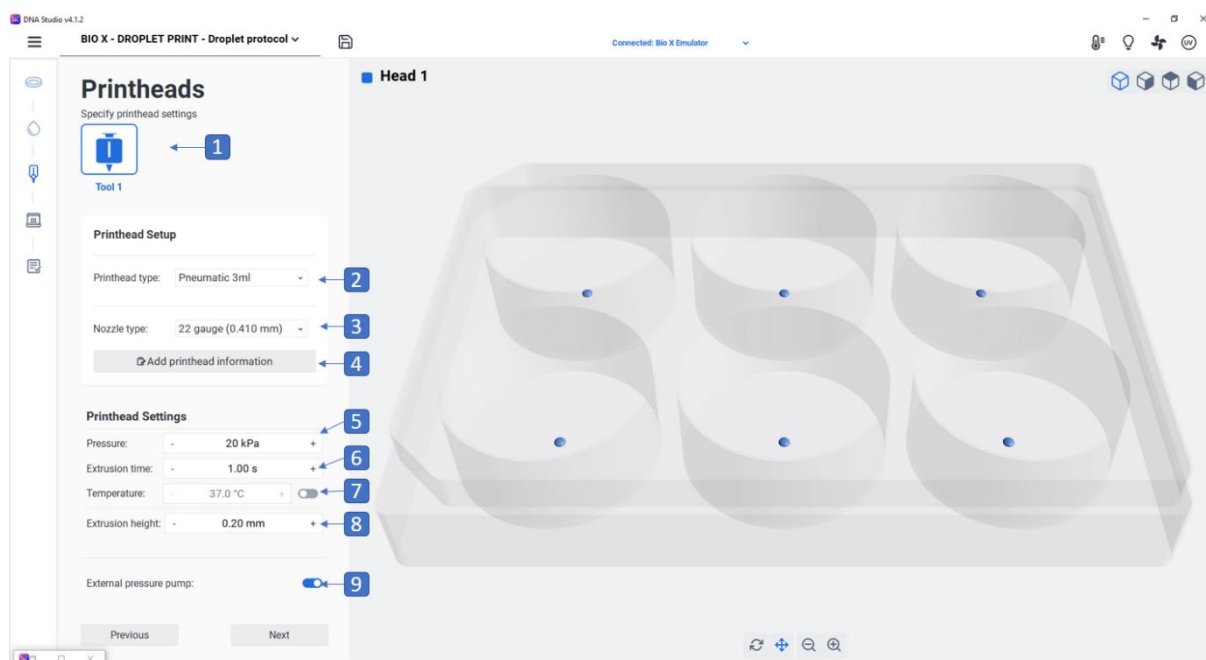 DNA Studio v4.1.2
BIO X - DROPLET PRINT - Droplet protocol
Connected: Bio X Emulator
UV
Printheads
Specify printhead settings
1
Tool 1
Head 1
Printhead Setup
Printhead type: Pneumatic 3ml 2
Nozzle type: 22 gauge (0.410 mm) 3
Add printhead information 4
Printhead Settings
Pressure: - 20 kPa + 5
Extrusion time: - 1.00 s + 6
Temperature: - 37.0 °C + 7
Extrusion height: - 0.20 mm + 8
External pressure pump: 9
Previous Next